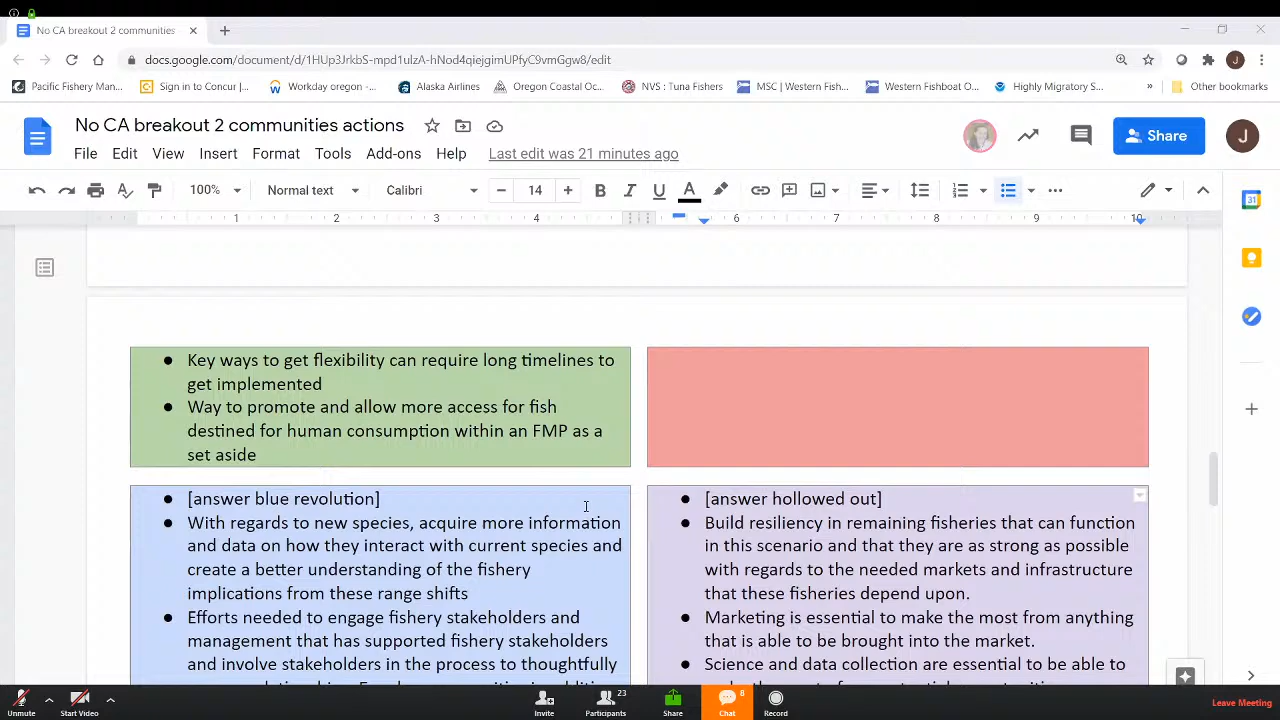 No CA breakout 2 communities
docs.google.com/document/d/1HUp3JrkbS-mpd1ulzA-hNod4qiejgimUPfyC9vmGgw8/edit
Pacific Fishery Man...
Sign in to Concur |...
Workday oregon -...
Alaska Airlines
Oregon Coastal Oc...
NVS : Tuna Fishers
MSC | Western Fish...
Western Fishboat O...
Highly Migratory S...
»
Other bookmarks
No CA breakout 2 communities actions
File Edit View Insert Format Tools Add-ons Help Last edit was 21 minutes ago
Share
J
100% Normal text Calibri 14 B I U A
1 2 3 4 6 7 8 9 10
● Key ways to get flexibility can require long timelines to
get implemented
● Way to promote and allow more access for fish
destined for human consumption within an FMP as a
set aside
● [answer blue revolution]
● With regards to new species, acquire more information
and data on how they interact with current species and
create a better understanding of the fishery
implications from these range shifts
● Efforts needed to engage fishery stakeholders and
management that has supported fishery stakeholders
and involve stakeholders in the process to thoughtfully
● [answer hollowed out]
● Build resiliency in remaining fisheries that can function
in this scenario and that they are as strong as possible
with regards to the needed markets and infrastructure
that these fisheries depend upon.
● Marketing is essential to make the most from anything
that is able to be brought into the market.
● Science and data collection are essential to be able to
Unmute
Start Video
Invite
Participants 23
Share
Chat 8
Record
Leave Meeting